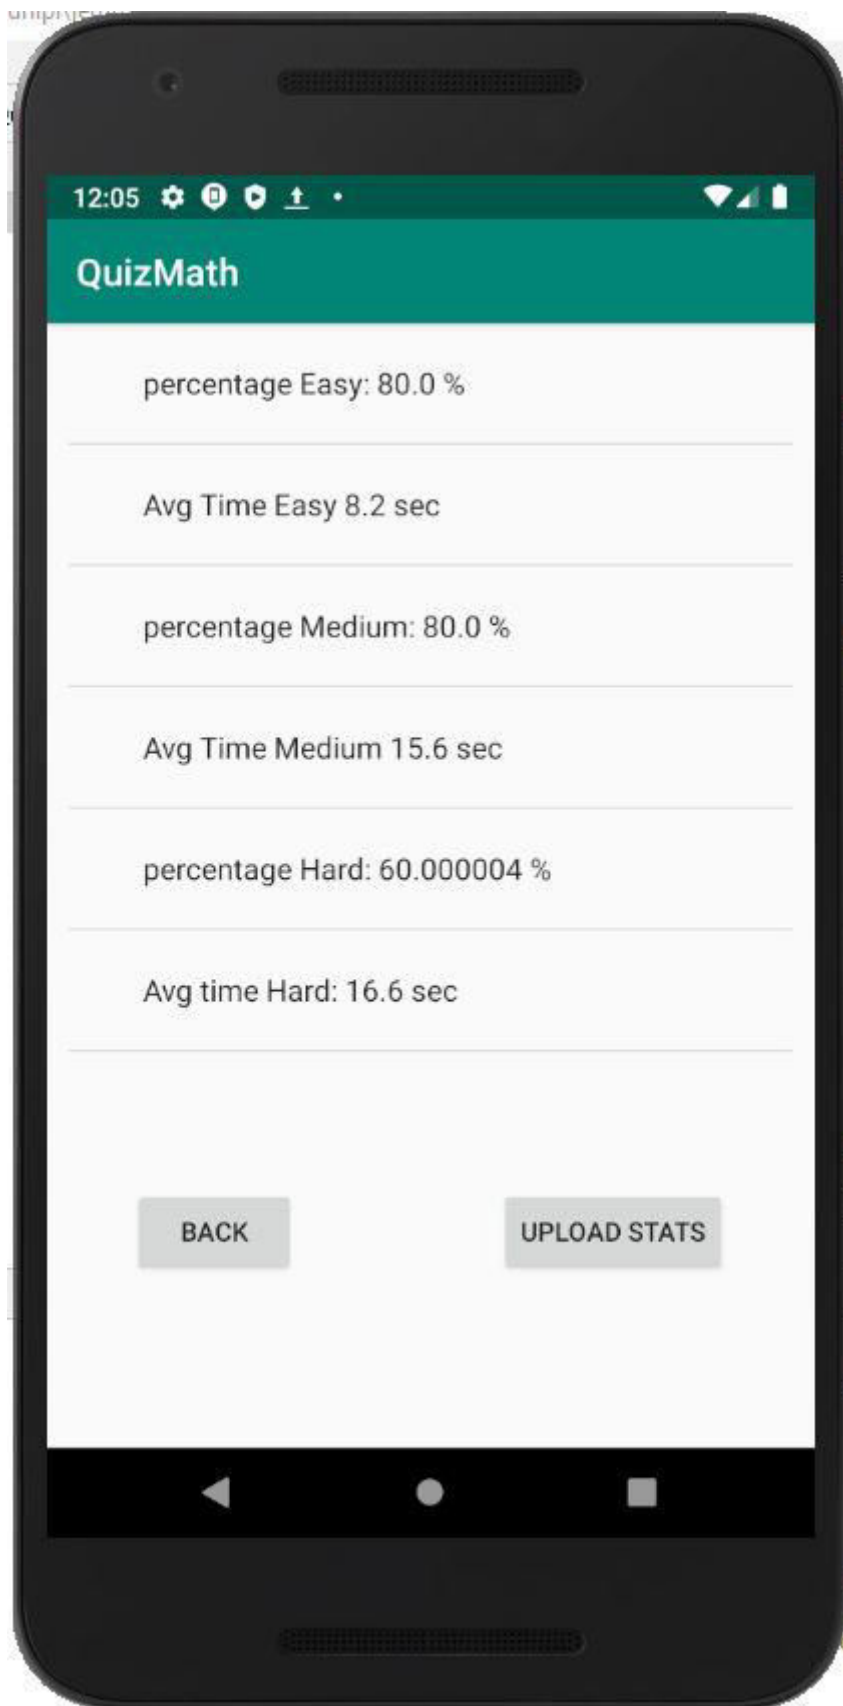 12:05
QuizMath
percentage Easy: 80.0 %
Avg Time Easy 8.2 sec
percentage Medium: 80.0 %
Avg Time Medium 15.6 sec
percentage Hard: 60.000004 %
Avg time Hard: 16.6 sec
BACK
UPLOAD STATS